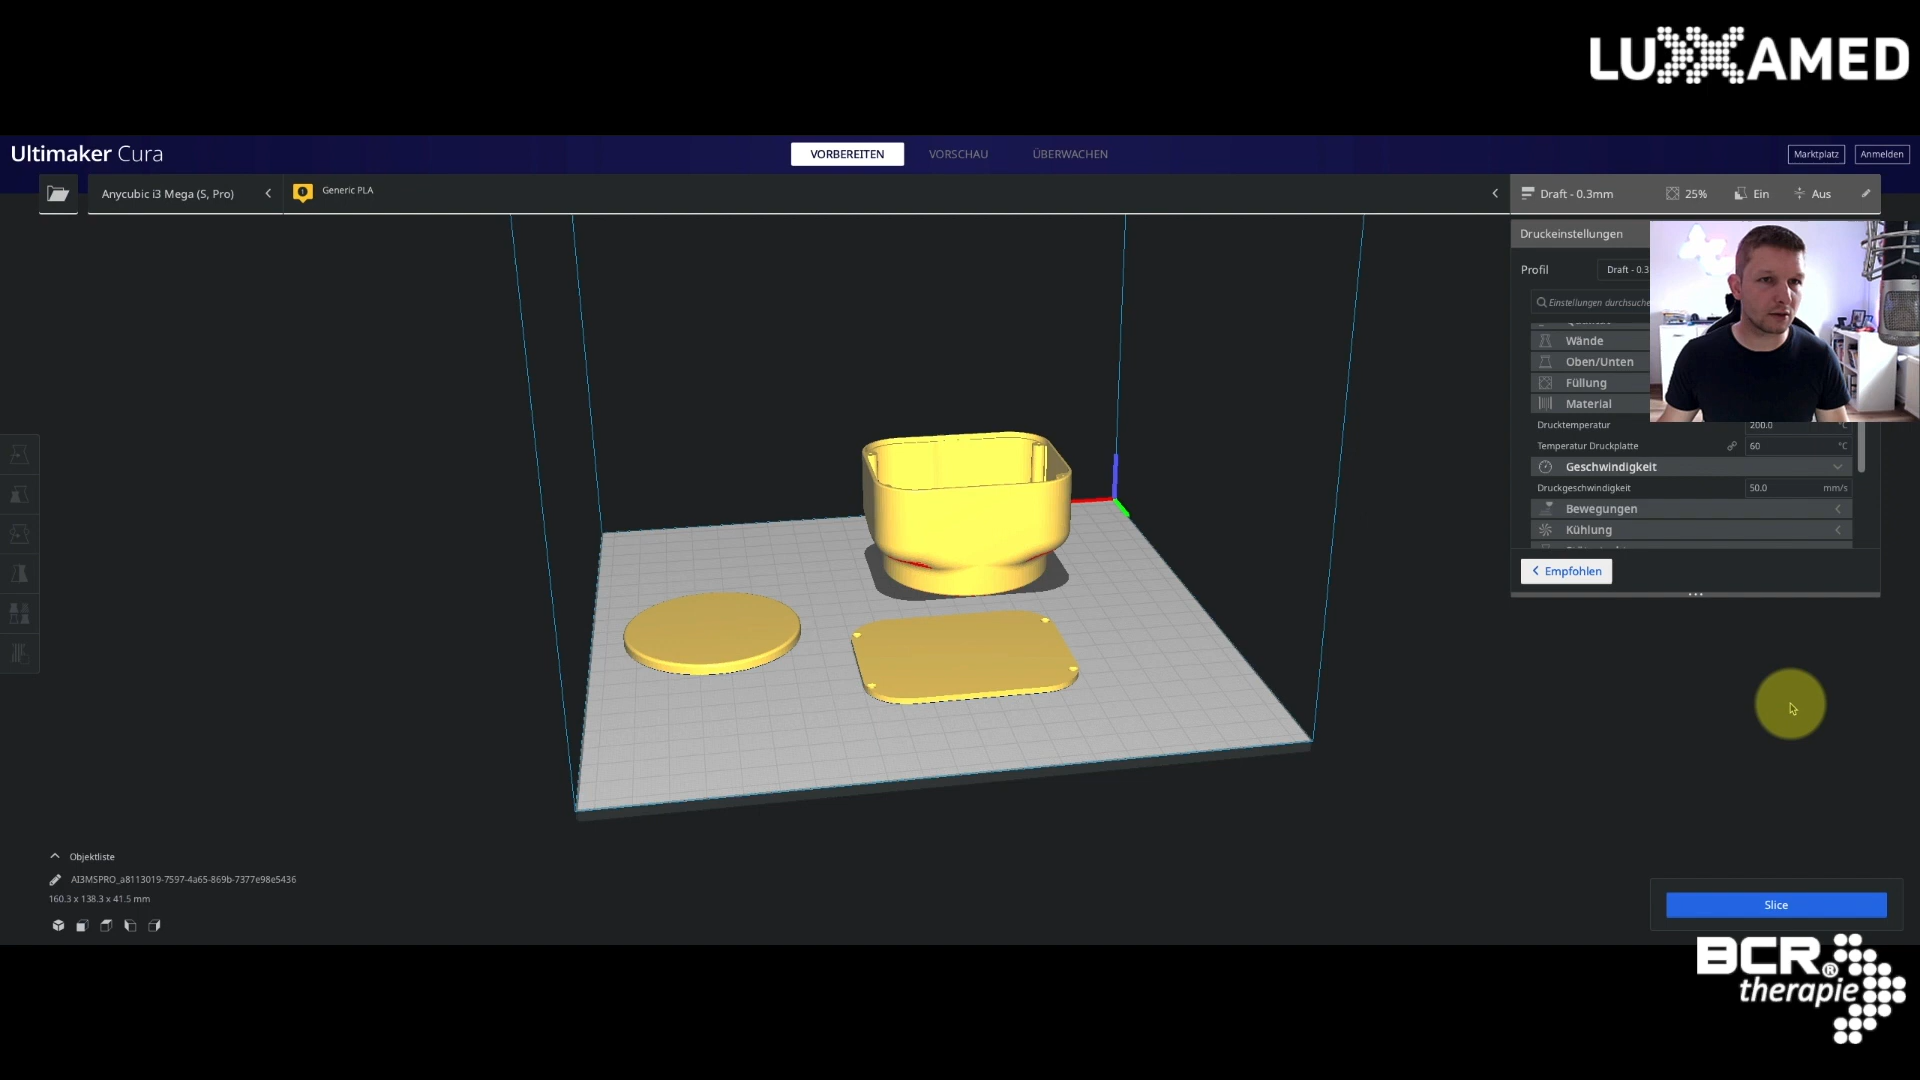 LUXXAMED
Ultimaker Cura
VORBEREITEN
VORSCHAU
ÜBERWACHEN
Marktplatz
Anmelden
Anycubic i3 Mega (S, Pro)
Generic PLA
Draft - 0.3mm
25%
Ein
Aus
Druckeinstellungen
Profil
Draft - 0.3
Einstellungen durchsuche
Wände
Oben/Unten
Füllung
Material
Drucktemperatur
200.0 °C
Temperatur Druckplatte
60 °C
Geschwindigkeit
Druckgeschwindigkeit
50.0 mm/s
Bewegungen
Kühlung
Empfohlen
Objektliste
AI3MSPRO_a8113019-7597-4a65-869b-7377e98e5436
160.3 x 138.3 x 41.5 mm
Slice
BCR®
therapie